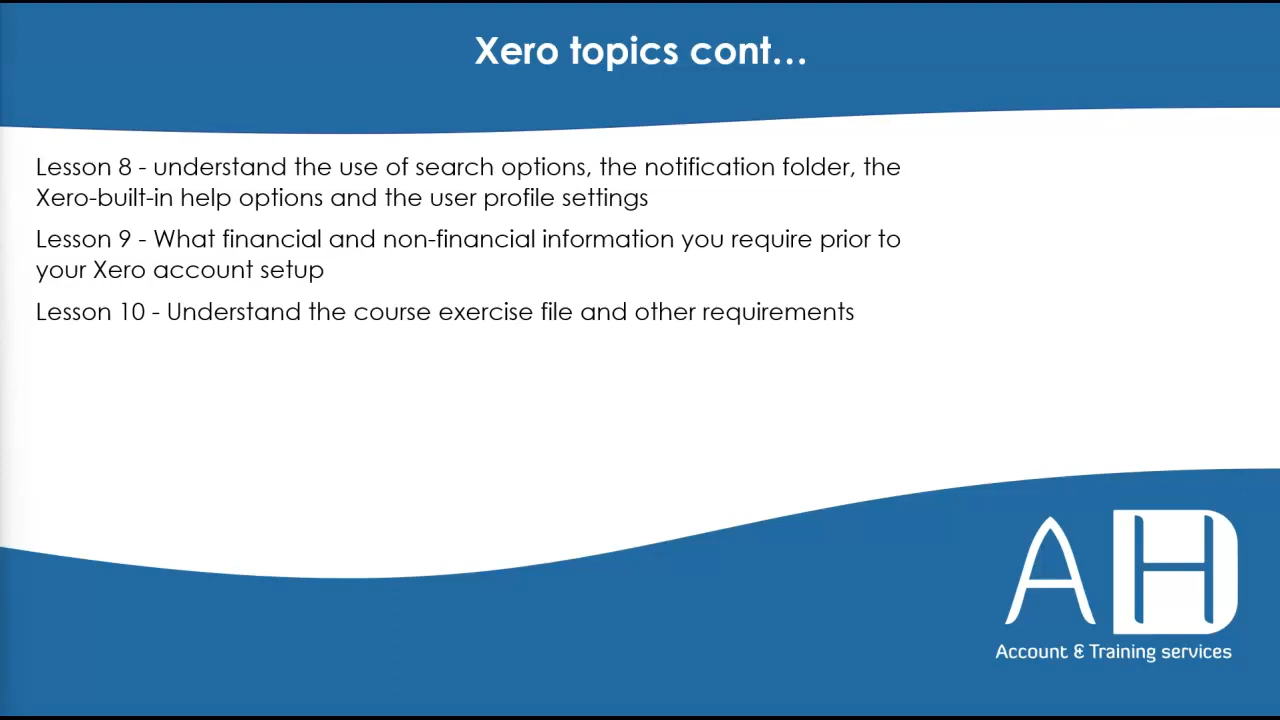 Xero topics cont...
Lesson 8 - understand the use of search options, the notification folder, the
Xero-built-in help options and the user profile settings
Lesson 9 - What financial and non-financial information you require prior to
your Xero account setup
Lesson 10 - Understand the course exercise file and other requirements
AHD
Account & Training services